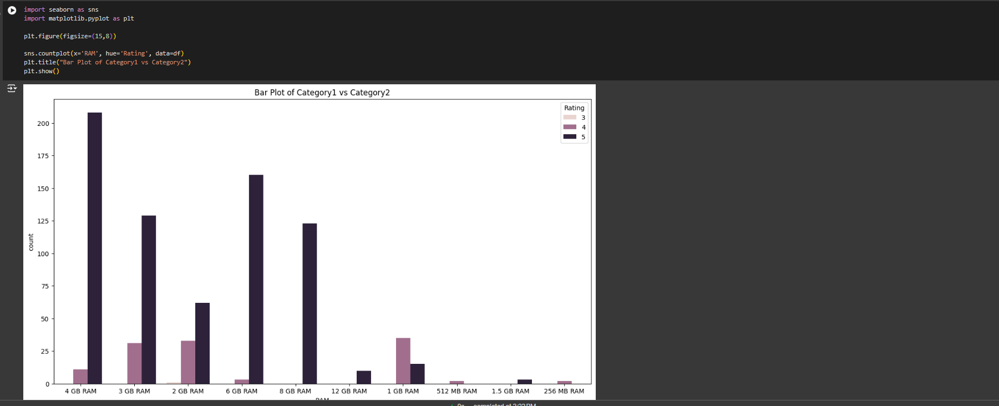 import seaborn as sns
import matplotlib.pyplot as plt
plt.figure(figsize=(15,8))
sns.countplot(x='RAM', hue='Rating', data=df)
plt.title("Bar Plot of Category1 vs Category2")
plt.show()
Bar Plot of Category1 vs Category2
Rating
3
4
5
200
175
150
125
100
75
50
25
0
count
4 GB RAM 3 GB RAM 2 GB RAM 6 GB RAM 8 GB RAM 12 GB RAM 1 GB RAM 512 MB RAM 1.5 GB RAM 256 MB RAM
RAM
completed at